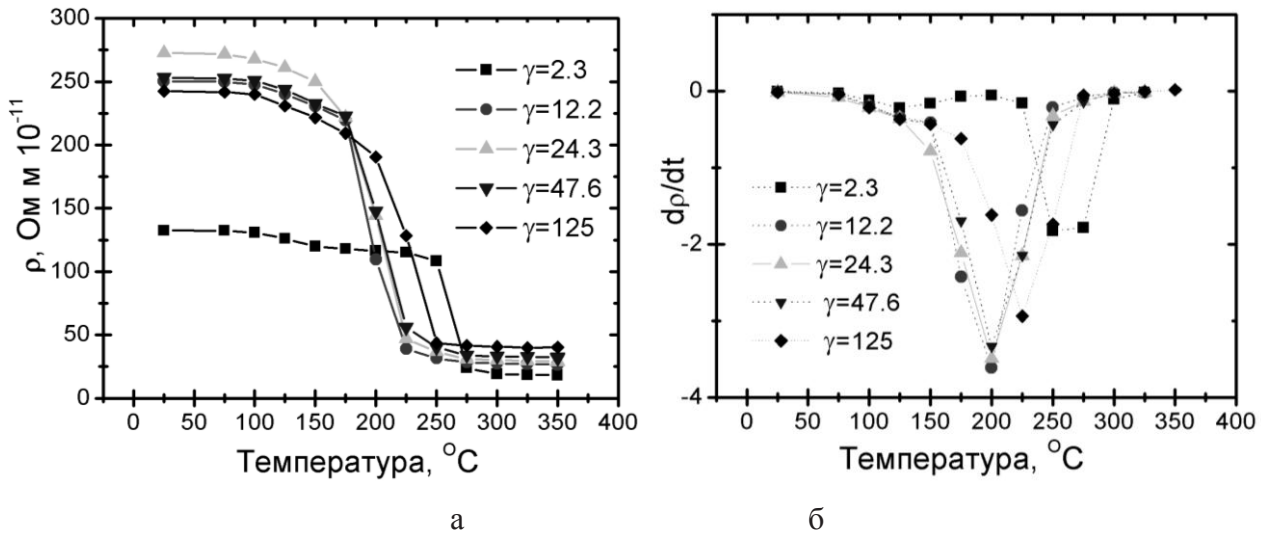 300
250
200
150
100
50
0
ρ, Ом м 10⁻¹¹
0 50 100 150 200 250 300 350 400
Температура, °C
γ=2.3
γ=12.2
γ=24.3
γ=47.6
γ=125
0
-2
-4
dρ/dt
0 50 100 150 200 250 300 350 400
Температура, °C
γ=2.3
γ=12.2
γ=24.3
γ=47.6
γ=125
а
б